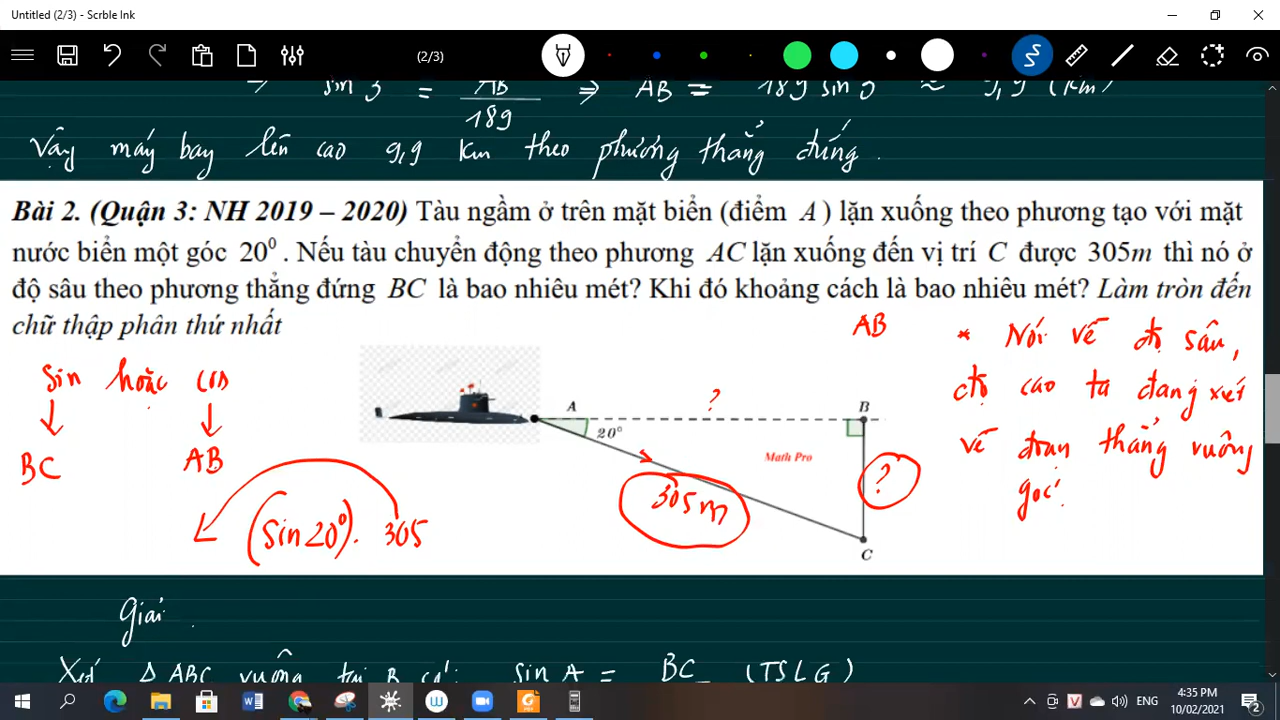 Untitled (2/3) - Scrble Ink
(2/3)
⇒ sin 3 = AB/189 ⇒ AB = 189 sin 3 ≈ 9,9 (km)
Vậy máy bay lên cao 9,9 Km theo phương thẳng đứng.
Bài 2. (Quận 3: NH 2019 – 2020) Tàu ngầm ở trên mặt biển (điểm A) lặn xuống theo phương tạo với mặt
nước biển một góc 20⁰. Nếu tàu chuyển động theo phương AC lặn xuống đến vị trí C được 305m thì nó ở
độ sâu theo phương thẳng đứng BC là bao nhiêu mét? Khi đó khoảng cách là bao nhiêu mét? Làm tròn đến
chữ thập phân thứ nhất
AB
* Nói về độ sâu,
độ cao ta đang xét
về đoạn thẳng vuông
góc
sin hoặc cos
BC AB
(sin 20⁰). 305
A ? B
20°
Math Pro
305m ?
C
Giải
Xét Δ ABC vuông tại B có: sin A = BC (TSLG)
ENG
4:35 PM
10/02/2021
2